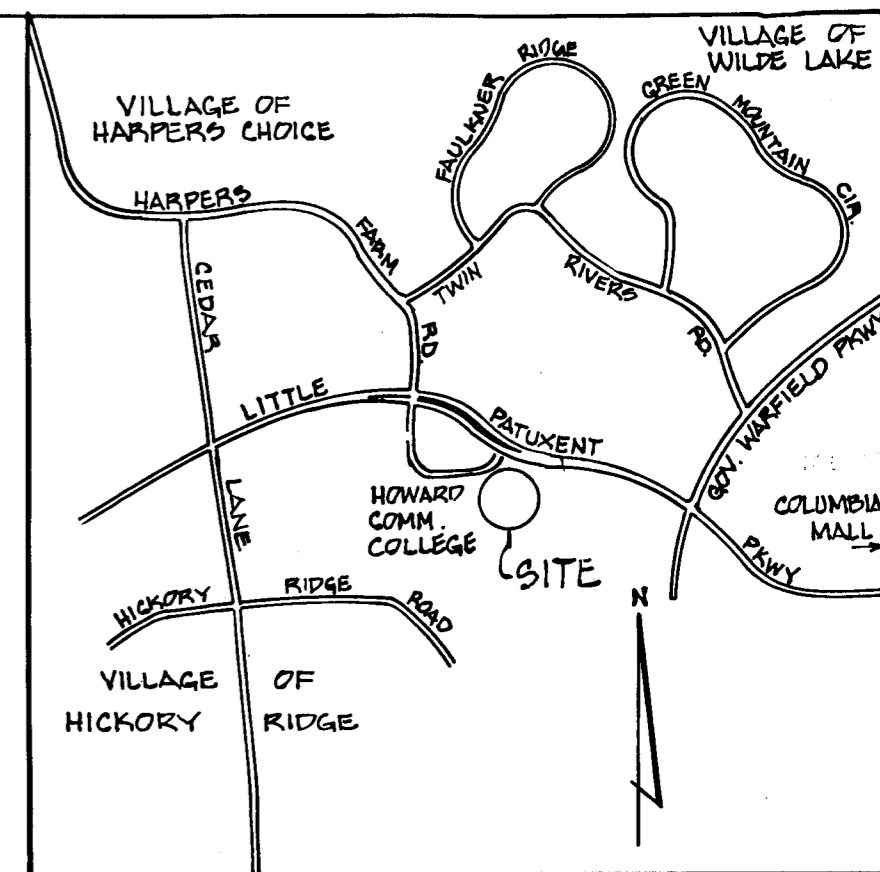 VILLAGE OF
WILDE LAKE
VILLAGE OF
HARPERS CHOICE
FAULKNER RIDGE
GREEN MOUNTAIN CIR.
HARPERS FARM RD.
TWIN RIVERS RD.
CEDAR LANE
LITTLE PATUXENT PKWY
GOV. WARFIELD PKWY
HOWARD
COMM.
COLLEGE
COLUMBIA
MALL
SITE
N
HICKORY RIDGE ROAD
VILLAGE OF
HICKORY RIDGE